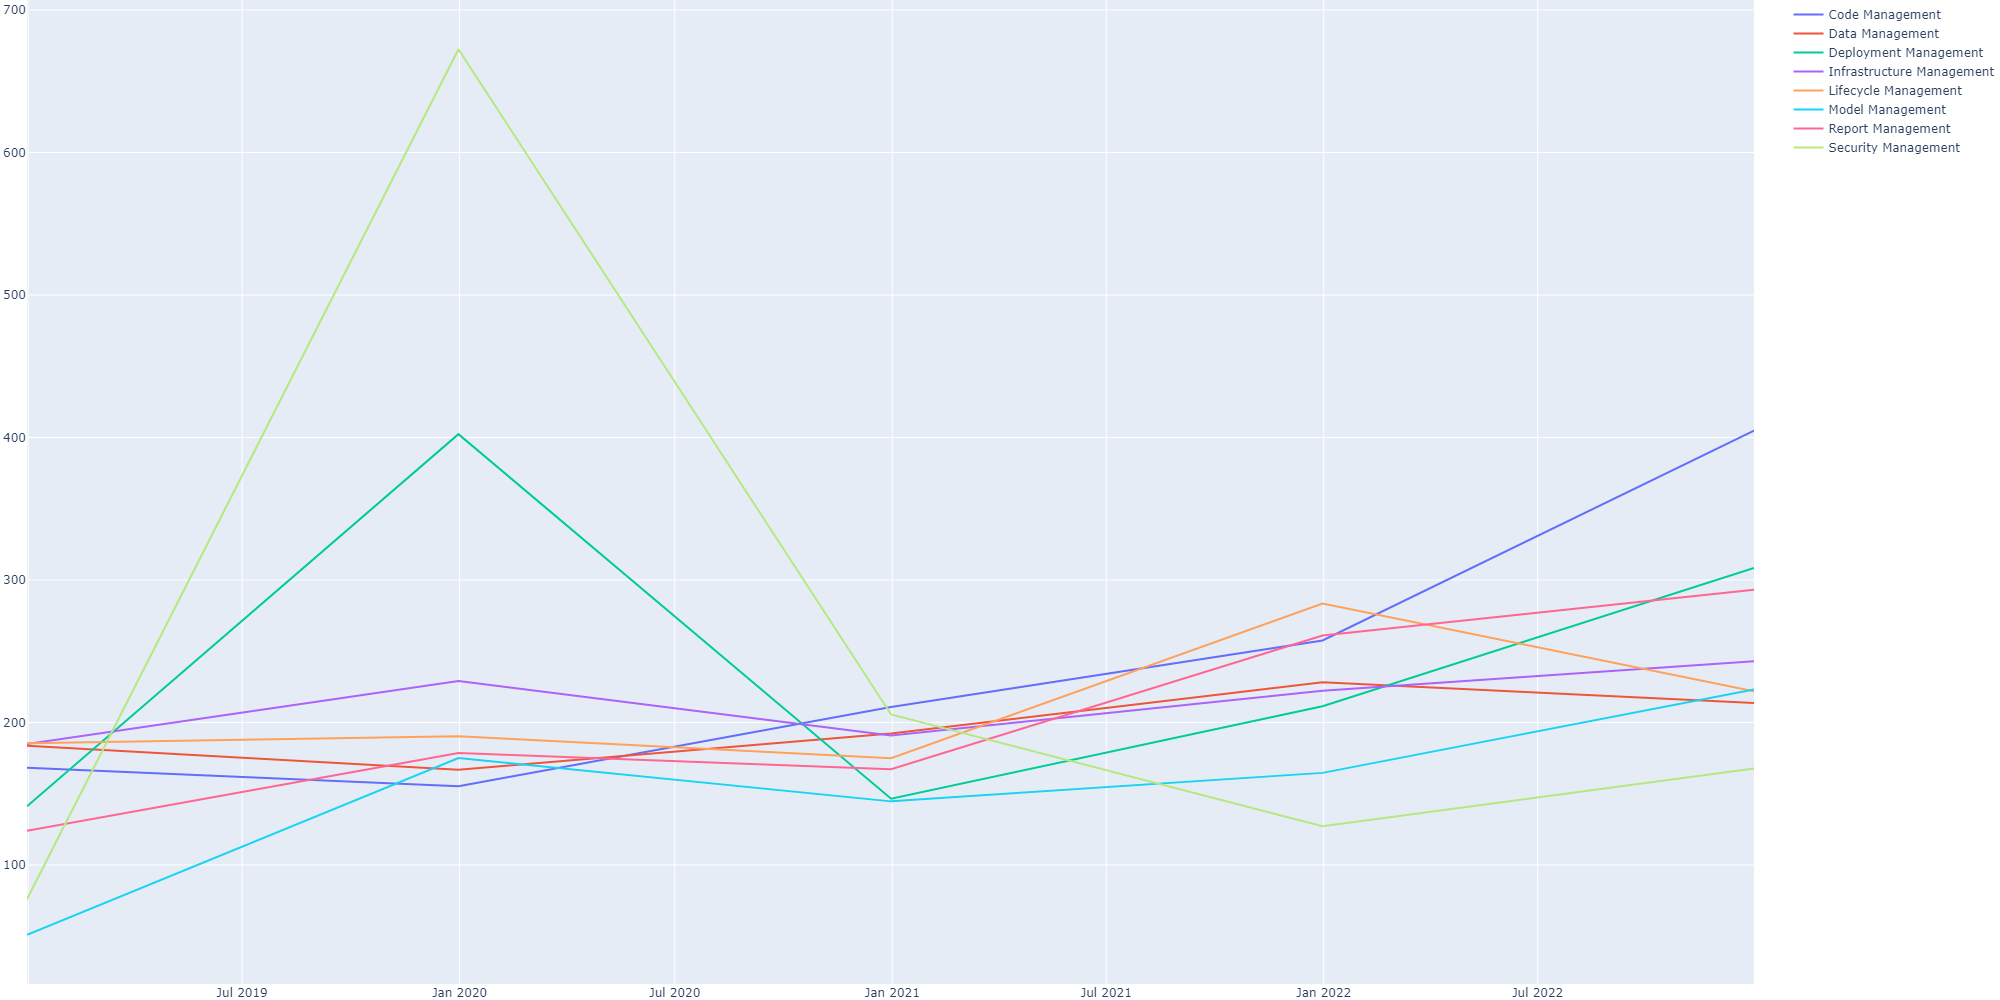 700
600
500
400
300
200
100
Jul 2019
Jan 2020
Jul 2020
Jan 2021
Jul 2021
Jan 2022
Jul 2022
Code Management
Data Management
Deployment Management
Infrastructure Management
Lifecycle Management
Model Management
Report Management
Security Management